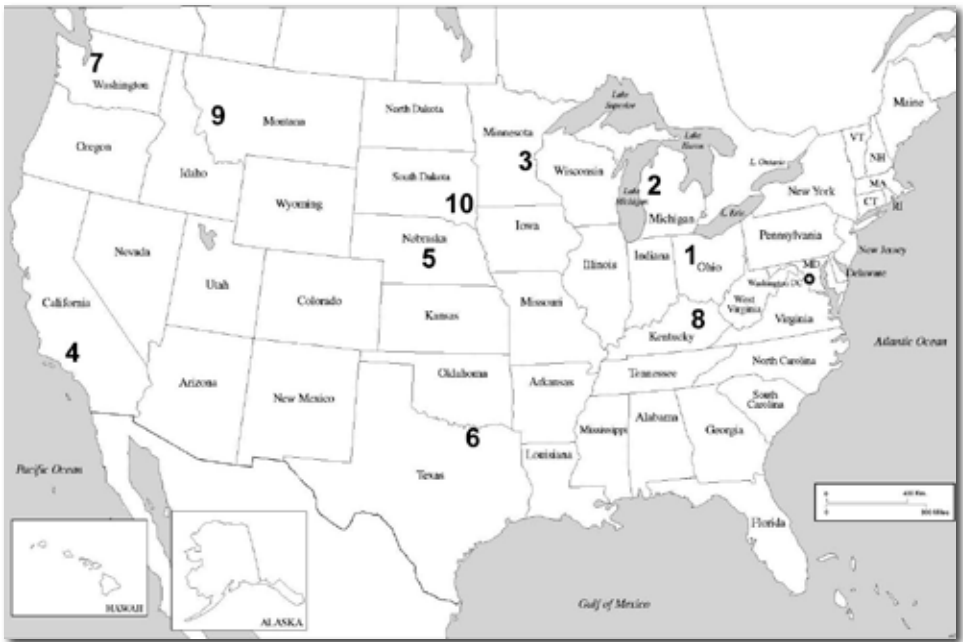 7
Washington
Montana
9
North Dakota
Minnesota
3
Lake
Superior
Lake
Huron
Maine
VT
NH
Oregon
Idaho
South Dakota
10
Wisconsin
2
Lake
Michigan
Michigan
L. Ontario
New York
MA
CT
RI
L. Erie
Wyoming
Nebraska
5
Iowa
Pennsylvania
New Jersey
Nevada
Utah
Colorado
Kansas
Illinois
Indiana
1
Ohio
MD
Washington DC
Delaware
California
4
Missouri
West
Virginia
Virginia
8
Kentucky
Atlantic Ocean
Arizona
New Mexico
Oklahoma
Arkansas
Tennessee
North Carolina
South
Carolina
6
Texas
Louisiana
Mississippi
Alabama
Georgia
Pacific Ocean
Florida
HAWAII
ALASKA
Gulf of Mexico
0
0